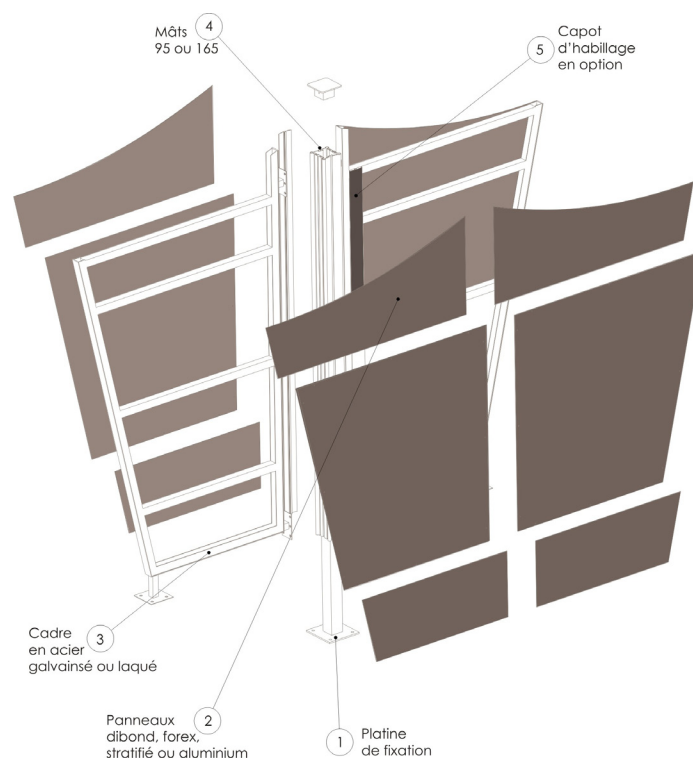 Mâts 4
95 ou 165
5 Capot
d'habillage
en option
Cadre 3
en acier
galvainsé ou laqué
Panneaux 2
dibond, forex,
stratifié ou aluminium
1 Platine
de fixation